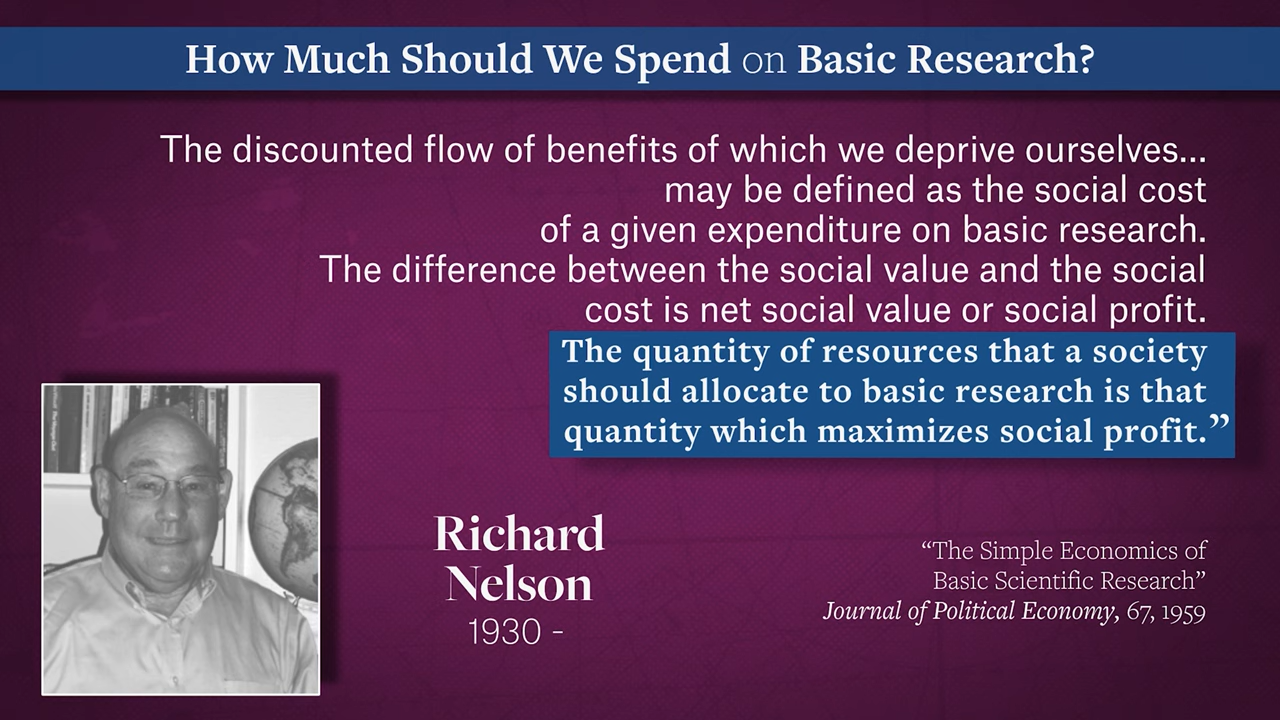 How Much Should We Spend on Basic Research?
The discounted flow of benefits of which we deprive ourselves...
may be defined as the social cost
of a given expenditure on basic research.
The difference between the social value and the social
cost is net social value or social profit.
The quantity of resources that a society
should allocate to basic research is that
quantity which maximizes social profit.”
Richard
Nelson
1930 -
“The Simple Economics of
Basic Scientific Research”
Journal of Political Economy, 67, 1959